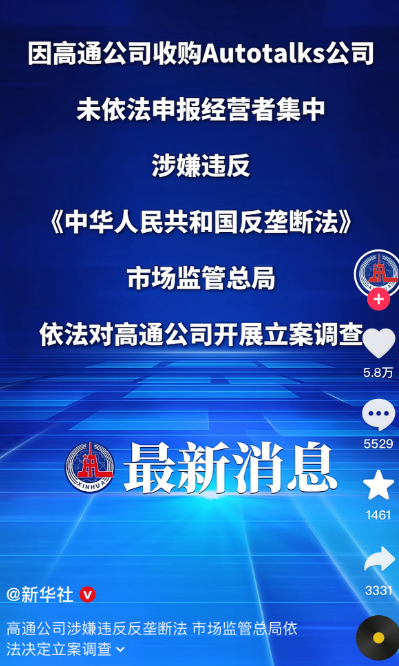 因高通公司收购Autotalks公司
未依法申报经营者集中
涉嫌违反
《中华人民共和国反垄断法》
市场监管总局
依法对高通公司开展立案调查
5.8万
5529
XINHUA
最新消息
1461
3331
@新华社
高通公司涉嫌违反反垄断法 市场监管总局依
法决定立案调查